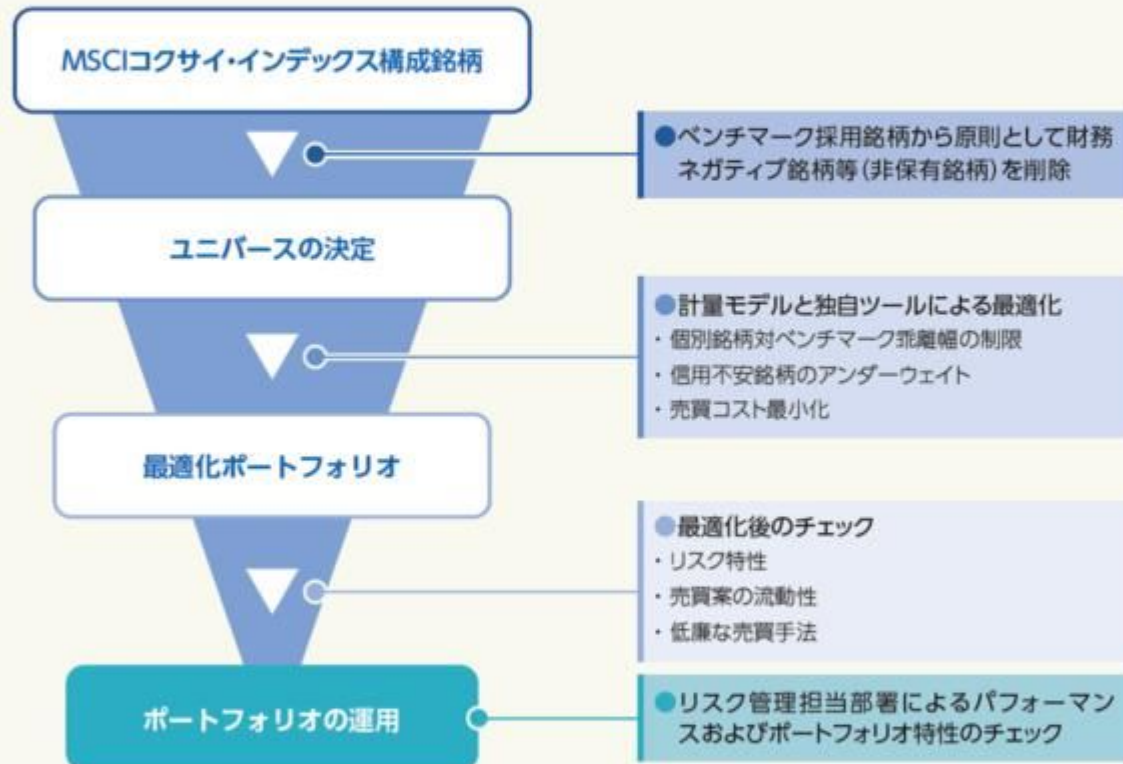 MSCIコクサイ・インデックス構成銘柄
●ベンチマーク採用銘柄から原則として財務
ネガティブ銘柄等(非保有銘柄)を削除
ユニバースの決定
●計量モデルと独自ツールによる最適化
・個別銘柄対ベンチマーク乖離幅の制限
・信用不安銘柄のアンダーウェイト
・売買コスト最小化
最適化ポートフォリオ
●最適化後のチェック
・リスク特性
・売買案の流動性
・低廉な売買手法
ポートフォリオの運用
●リスク管理担当部署によるパフォーマン
スおよびポートフォリオ特性のチェック